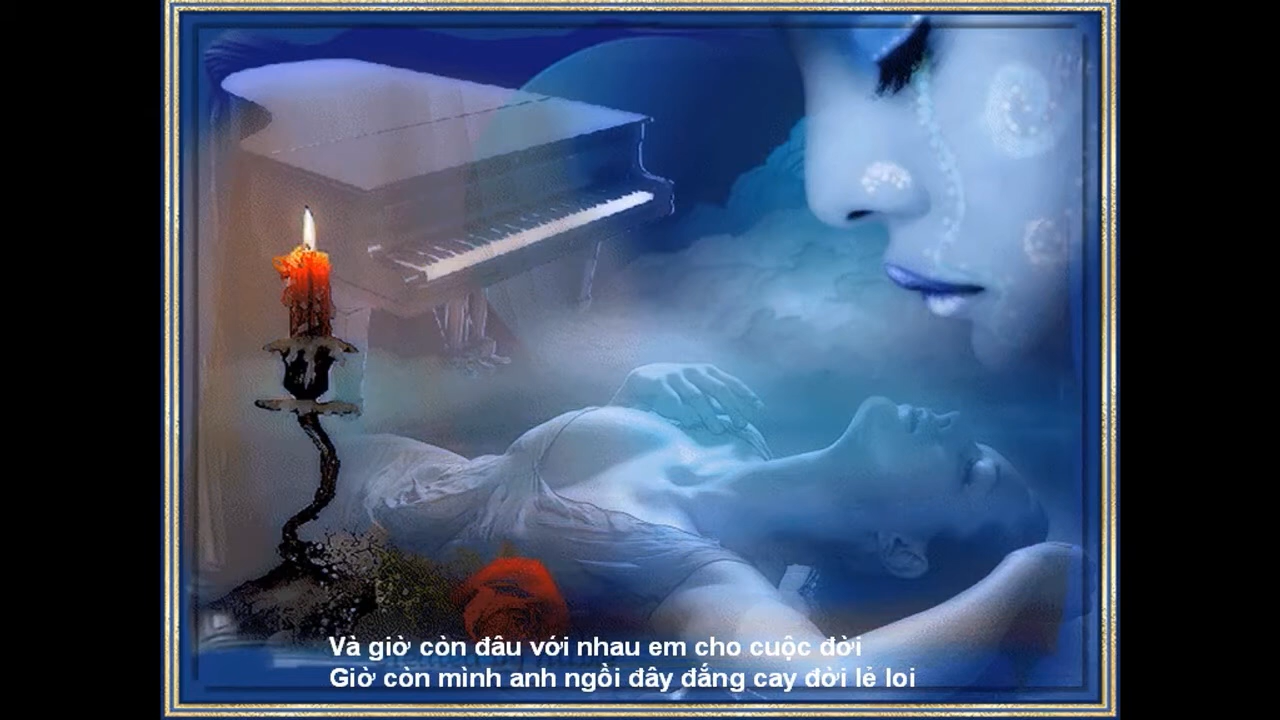 Và giờ còn đâu với nhau em cho cuộc đời
Giờ còn mình anh ngồi đây đắng cay đời lẻ loi